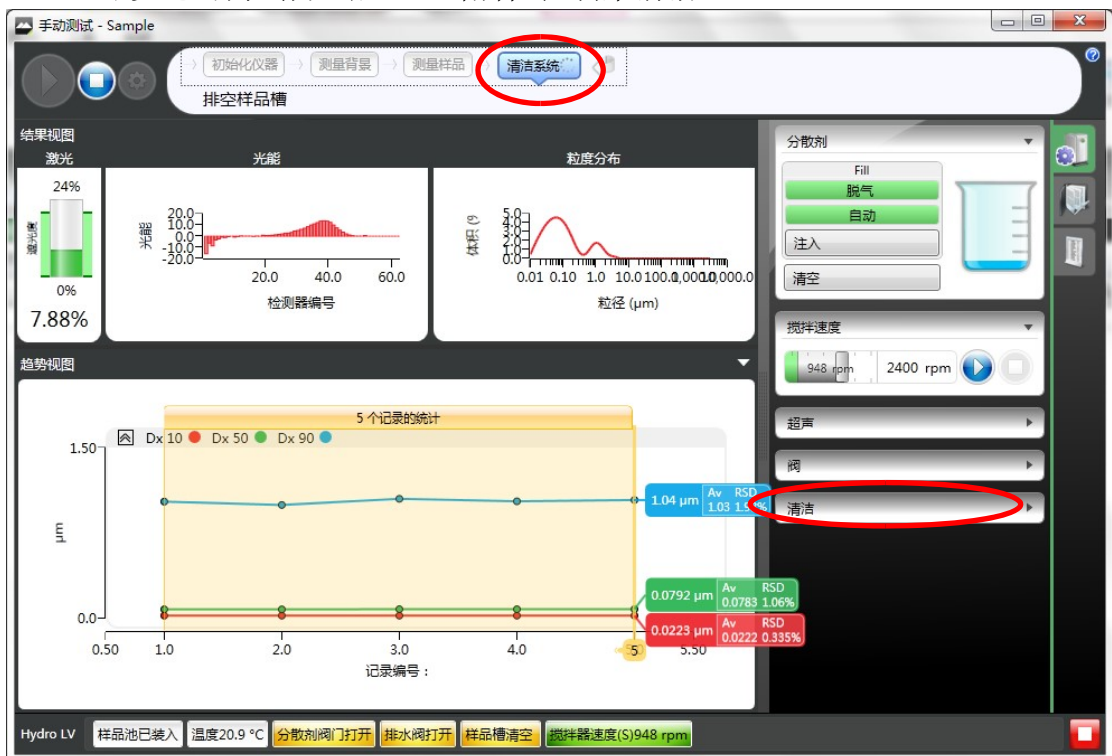 手动测试 - Sample
初始化仪器 测量背景 测量样品 清洁系统
排空样品槽
结果视图
激光 光能 粒度分布
24%
遮光度
0%
7.88%
光能
20.0
10.0
0.0
-10.0
-20.0
20.0 40.0 60.0
检测器编号
5.0
4.0
3.0
2.0
1.0
0.0
0.01 0.10 1.0 10.0 100.0
粒径 (µm)
分散剂
Fill
脱气
自动
注入
清空
搅拌速度
948 rpm 2400 rpm
超声
阀
清洁
趋势视图
5 个记录的统计
Dx 10 Dx 50 Dx 90
1.50
µm
0.0
1.04 µm Av RSD
1.03
0.0792 µm Av RSD
0.0783 1.06%
0.0223 µm Av RSD
0.0222 0.335%
0.50 1.0 2.0 3.0 4.0 5 5.50
记录编号：
Hydro LV 样品池已装入 温度20.9 °C 分散剂阀门打开 排水阀打开 样品槽清空 搅拌器速度(S)948 rpm